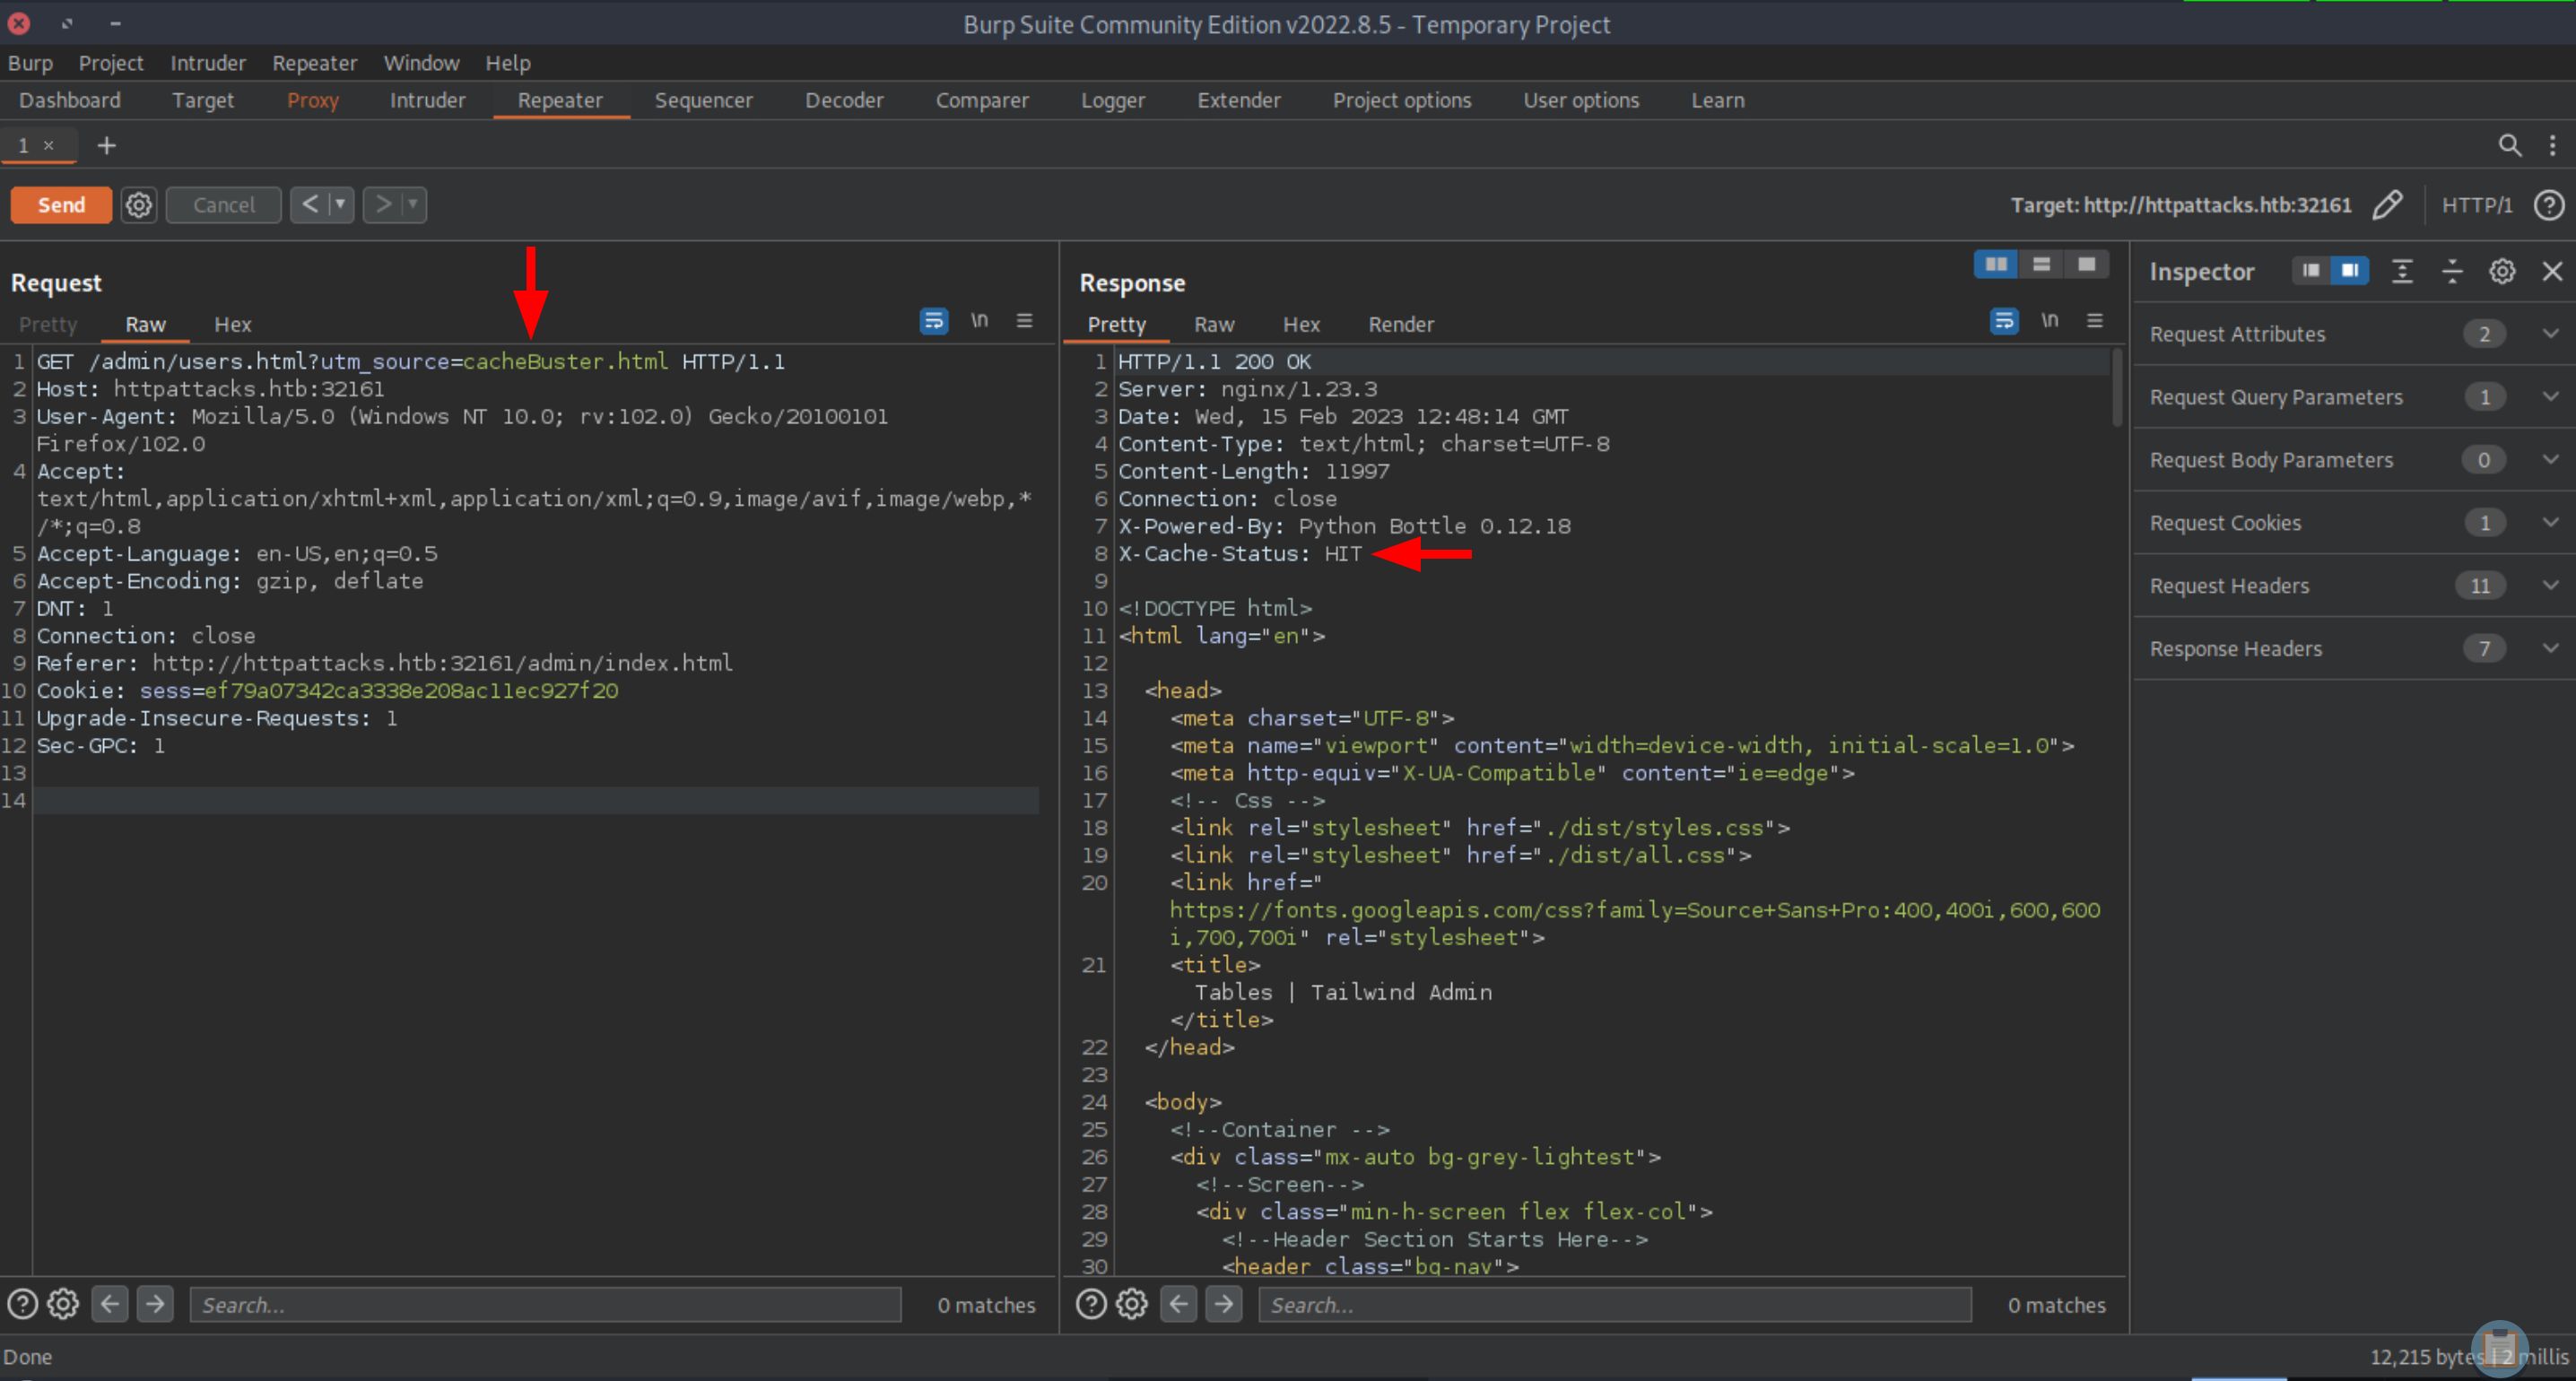 Burp Suite Community Edition v2022.8.5 - Temporary Project
Burp Project Intruder Repeater Window Help
Dashboard Target Proxy Intruder Repeater Sequencer Decoder Comparer Logger Extender Project options User options Learn
1 × +
Send Cancel < > Target: http://httpattacks.htb:32161 HTTP/1
Request
Pretty Raw Hex \n
1 GET /admin/users.html?utm_source=cacheBuster.html HTTP/1.1
2 Host: httpattacks.htb:32161
3 User-Agent: Mozilla/5.0 (Windows NT 10.0; rv:102.0) Gecko/20100101
Firefox/102.0
4 Accept:
text/html,application/xhtml+xml,application/xml;q=0.9,image/avif,image/webp,*
/*;q=0.8
5 Accept-Language: en-US,en;q=0.5
6 Accept-Encoding: gzip, deflate
7 DNT: 1
8 Connection: close
9 Referer: http://httpattacks.htb:32161/admin/index.html
10 Cookie: sess=ef79a07342ca3338e208ac11ec927f20
11 Upgrade-Insecure-Requests: 1
12 Sec-GPC: 1
13
14
Search... 0 matches
Response
Pretty Raw Hex Render \n
1 HTTP/1.1 200 OK
2 Server: nginx/1.23.3
3 Date: Wed, 15 Feb 2023 12:48:14 GMT
4 Content-Type: text/html; charset=UTF-8
5 Content-Length: 11997
6 Connection: close
7 X-Powered-By: Python Bottle 0.12.18
8 X-Cache-Status: HIT
9
10 <!DOCTYPE html>
11 <html lang="en">
12
13 <head>
14 <meta charset="UTF-8">
15 <meta name="viewport" content="width=device-width, initial-scale=1.0">
16 <meta http-equiv="X-UA-Compatible" content="ie=edge">
17 <!-- Css -->
18 <link rel="stylesheet" href="./dist/styles.css">
19 <link rel="stylesheet" href="./dist/all.css">
20 <link href="
https://fonts.googleapis.com/css?family=Source+Sans+Pro:400,400i,600,600
i,700,700i" rel="stylesheet">
21 <title>
Tables | Tailwind Admin
</title>
22 </head>
23
24 <body>
25 <!--Container -->
26 <div class="mx-auto bg-grey-lightest">
27 <!--Screen-->
28 <div class="min-h-screen flex flex-col">
29 <!--Header Section Starts Here-->
30 <header class="bg-nav">
Search... 0 matches
Inspector
Request Attributes 2
Request Query Parameters 1
Request Body Parameters 0
Request Cookies 1
Request Headers 11
Response Headers 7
Done
12,215 bytes | 2 millis